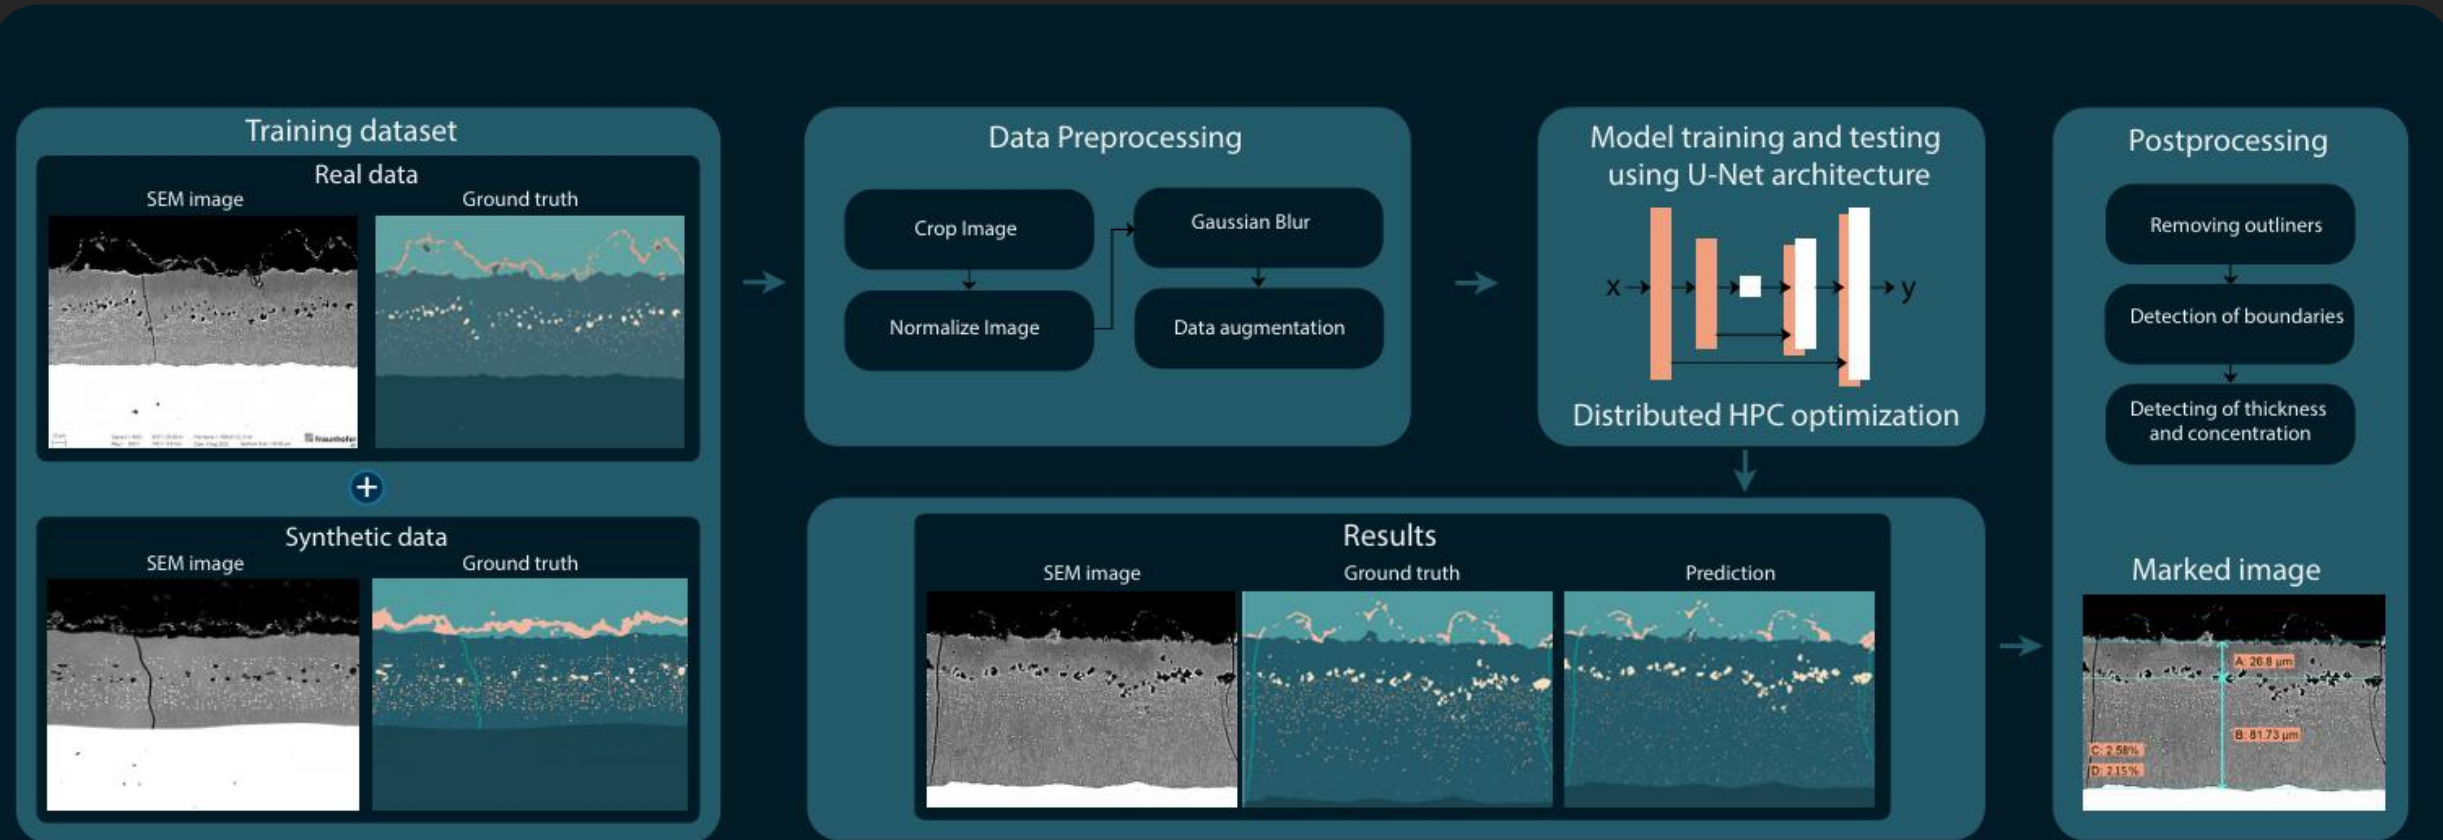 Training dataset
Real data
SEM image
Ground truth
Fraunhofer
+
Synthetic data
SEM image
Ground truth
Data Preprocessing
Crop Image
Normalize Image
Gaussian Blur
Data augmentation
Model training and testing
using U-Net architecture
x
y
Distributed HPC optimization
Results
SEM image
Ground truth
Prediction
Postprocessing
Removing outliners
Detection of boundaries
Detecting of thickness
and concentration
Marked image
A: 26.8 µm
B: 81.73 µm
C: 2.58%
D: 2.15%